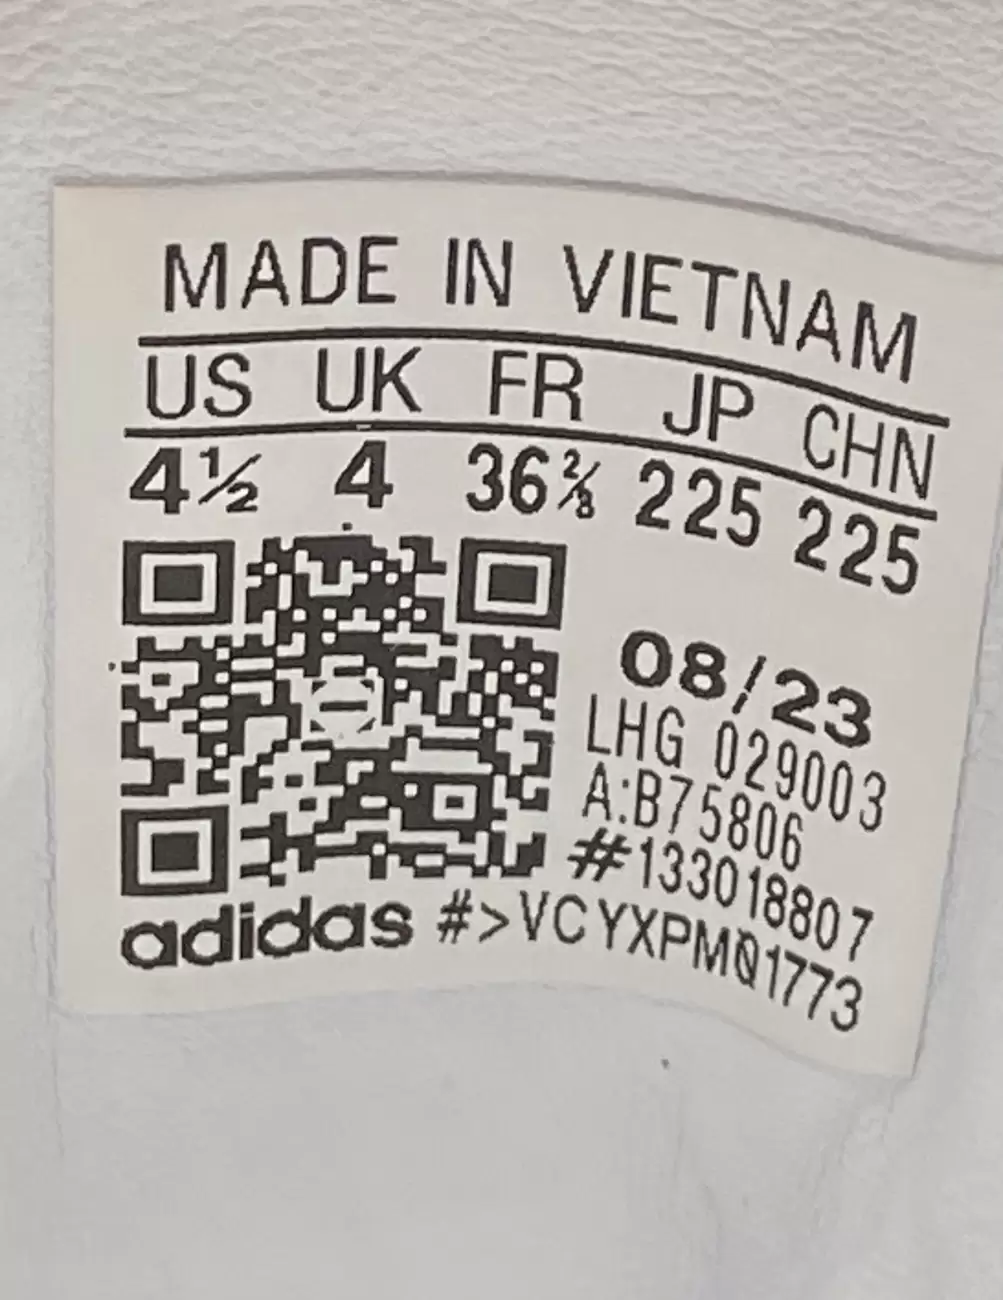 MADE IN VIETNAM
US UK FR JP CHN
4½ 4 36⅔ 225 225
08/23
LHG 029003
A:B75806
#133018807
adidas #>VCYXPMQ1773